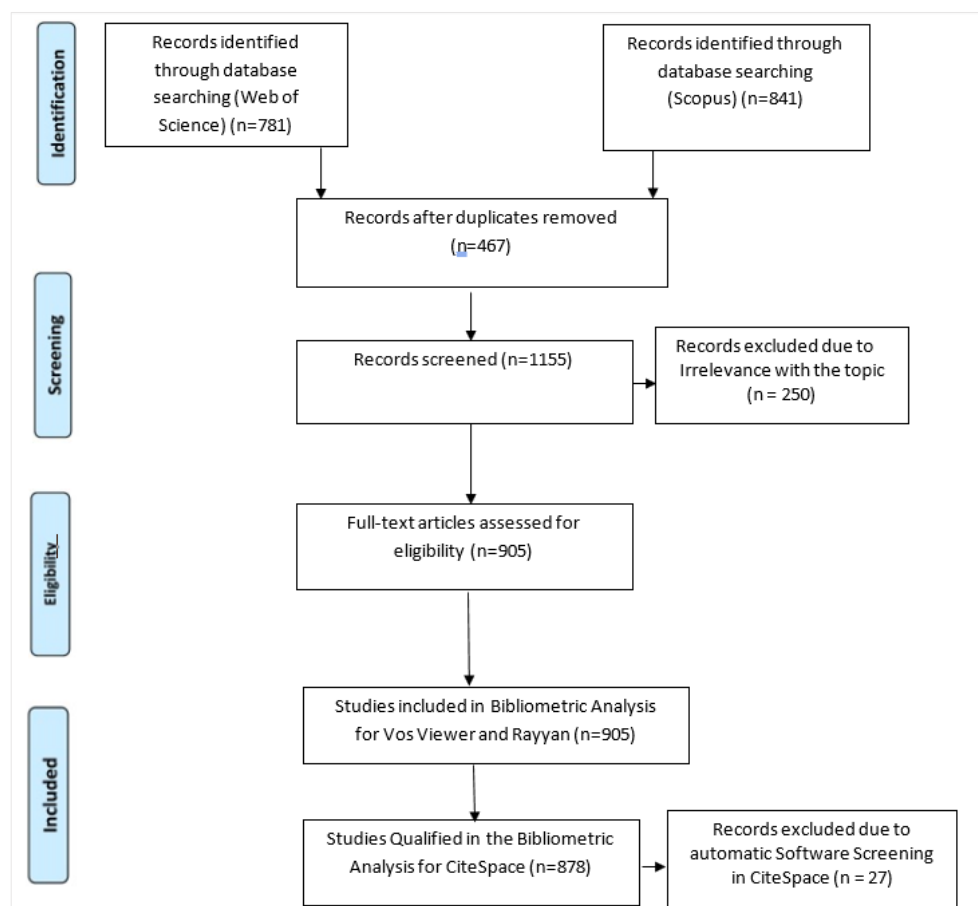 Identification
Records identified
through database
searching (Web of
Science) (n=781)
Records identified through
database searching
(Scopus) (n=841)
Records after duplicates removed
(n=467)
Screening
Records screened (n=1155)
Records excluded due to
Irrelevance with the topic
(n = 250)
Eligibility
Full-text articles assessed for
eligibility (n=905)
Included
Studies included in Bibliometric Analysis
for Vos Viewer and Rayyan (n=905)
Studies Qualified in the Bibliometric
Analysis for CiteSpace (n=878)
Records excluded due to
automatic Software Screening
in CiteSpace (n = 27)